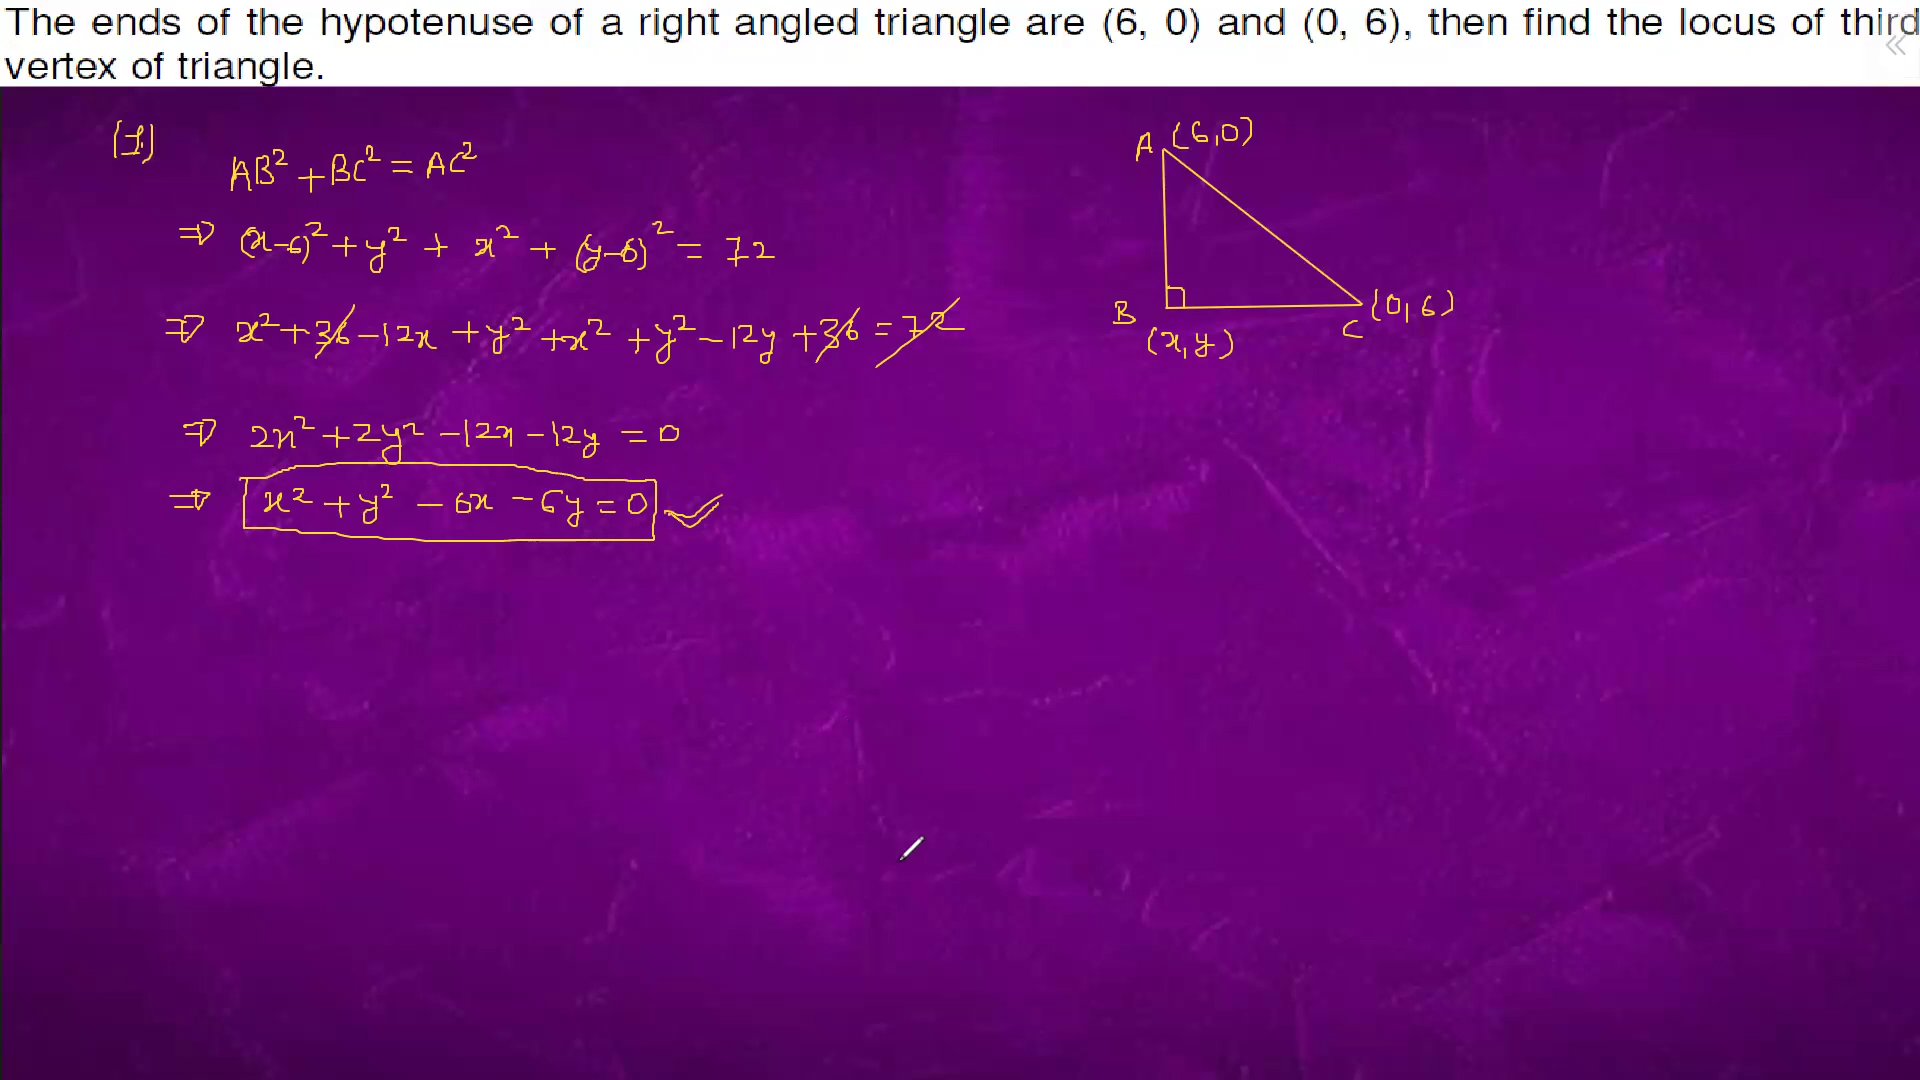 The ends of the hypotenuse of a right angled triangle are (6, 0) and (0, 6), then find the locus of third
vertex of triangle.
(I)
AB² + BC² = AC²
⇒ (x-6)² + y² + x² + (y-6)² = 72
⇒ x² + 36 - 12x + y² + x² + y² - 12y + 36 = 72
⇒ 2x² + 2y² - 12x - 12y = 0
⇒ x² + y² - 6x - 6y = 0
A (6,0)
B (x,y)
C (0,6)